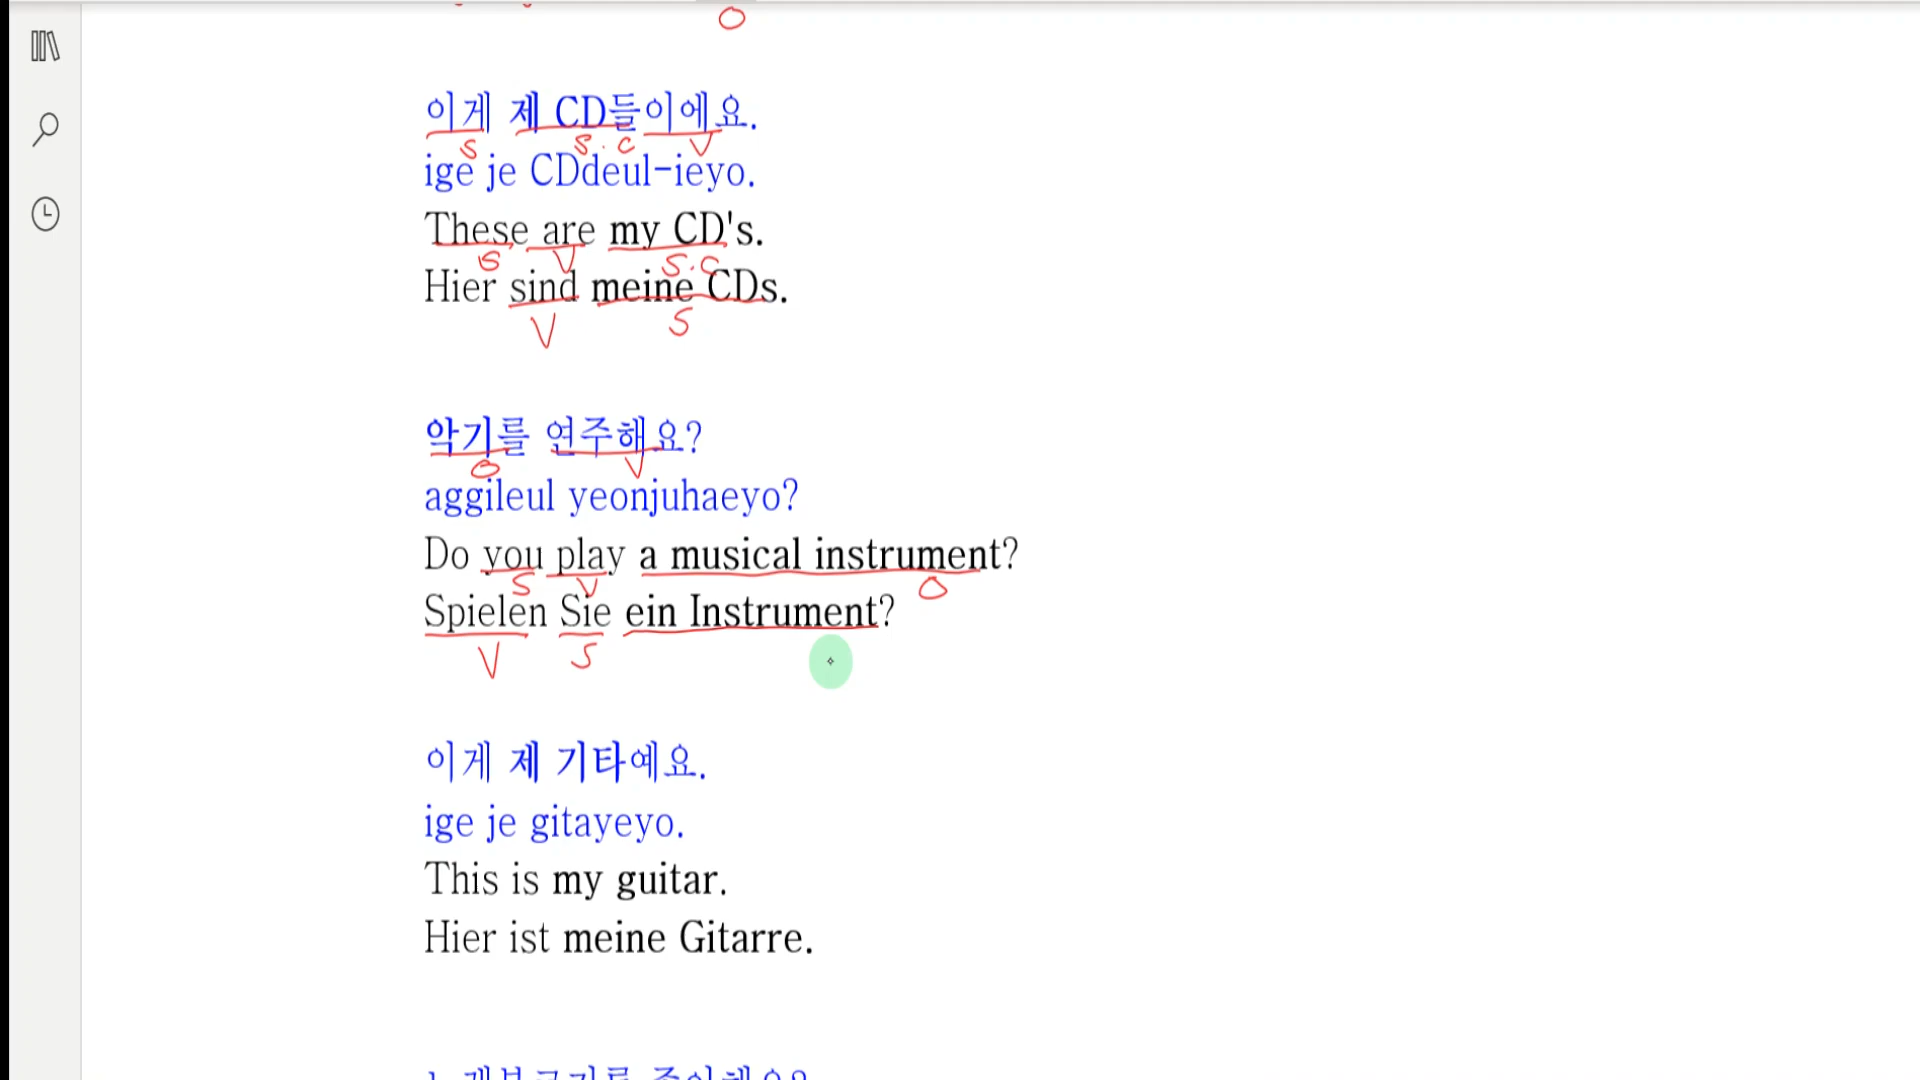 O
이게 제 CD들이에요.
S S.C V
ige je CDdeul-ieyo.
These are my CD's.
S V S.C
Hier sind meine CDs.
V S
악기를 연주해요?
O V
aggileul yeonjuhaeyo?
Do you play a musical instrument?
S V O
Spielen Sie ein Instrument?
V S
이게 제 기타예요.
ige je gitayeyo.
This is my guitar.
Hier ist meine Gitarre.